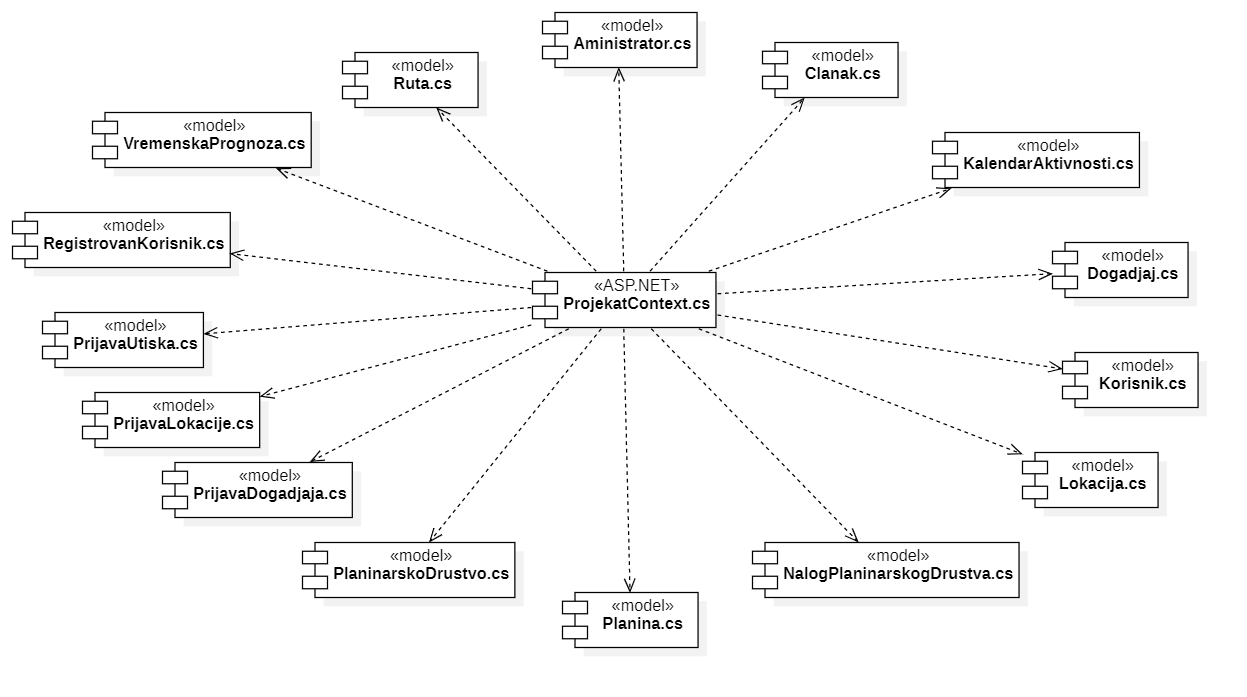 «model»
Aministrator.cs
«model»
Clanak.cs
«model»
Ruta.cs
«model»
VremenskaPrognoza.cs
«model»
KalendarAktivnosti.cs
«model»
RegistrovanKorisnik.cs
«model»
Dogadjaj.cs
«ASP.NET»
ProjekatContext.cs
«model»
PrijavaUtiska.cs
«model»
Korisnik.cs
«model»
PrijavaLokacije.cs
«model»
Lokacija.cs
«model»
PrijavaDogadjaja.cs
«model»
PlaninarskoDrustvo.cs
«model»
NalogPlaninarskogDrustva.cs
«model»
Planina.cs